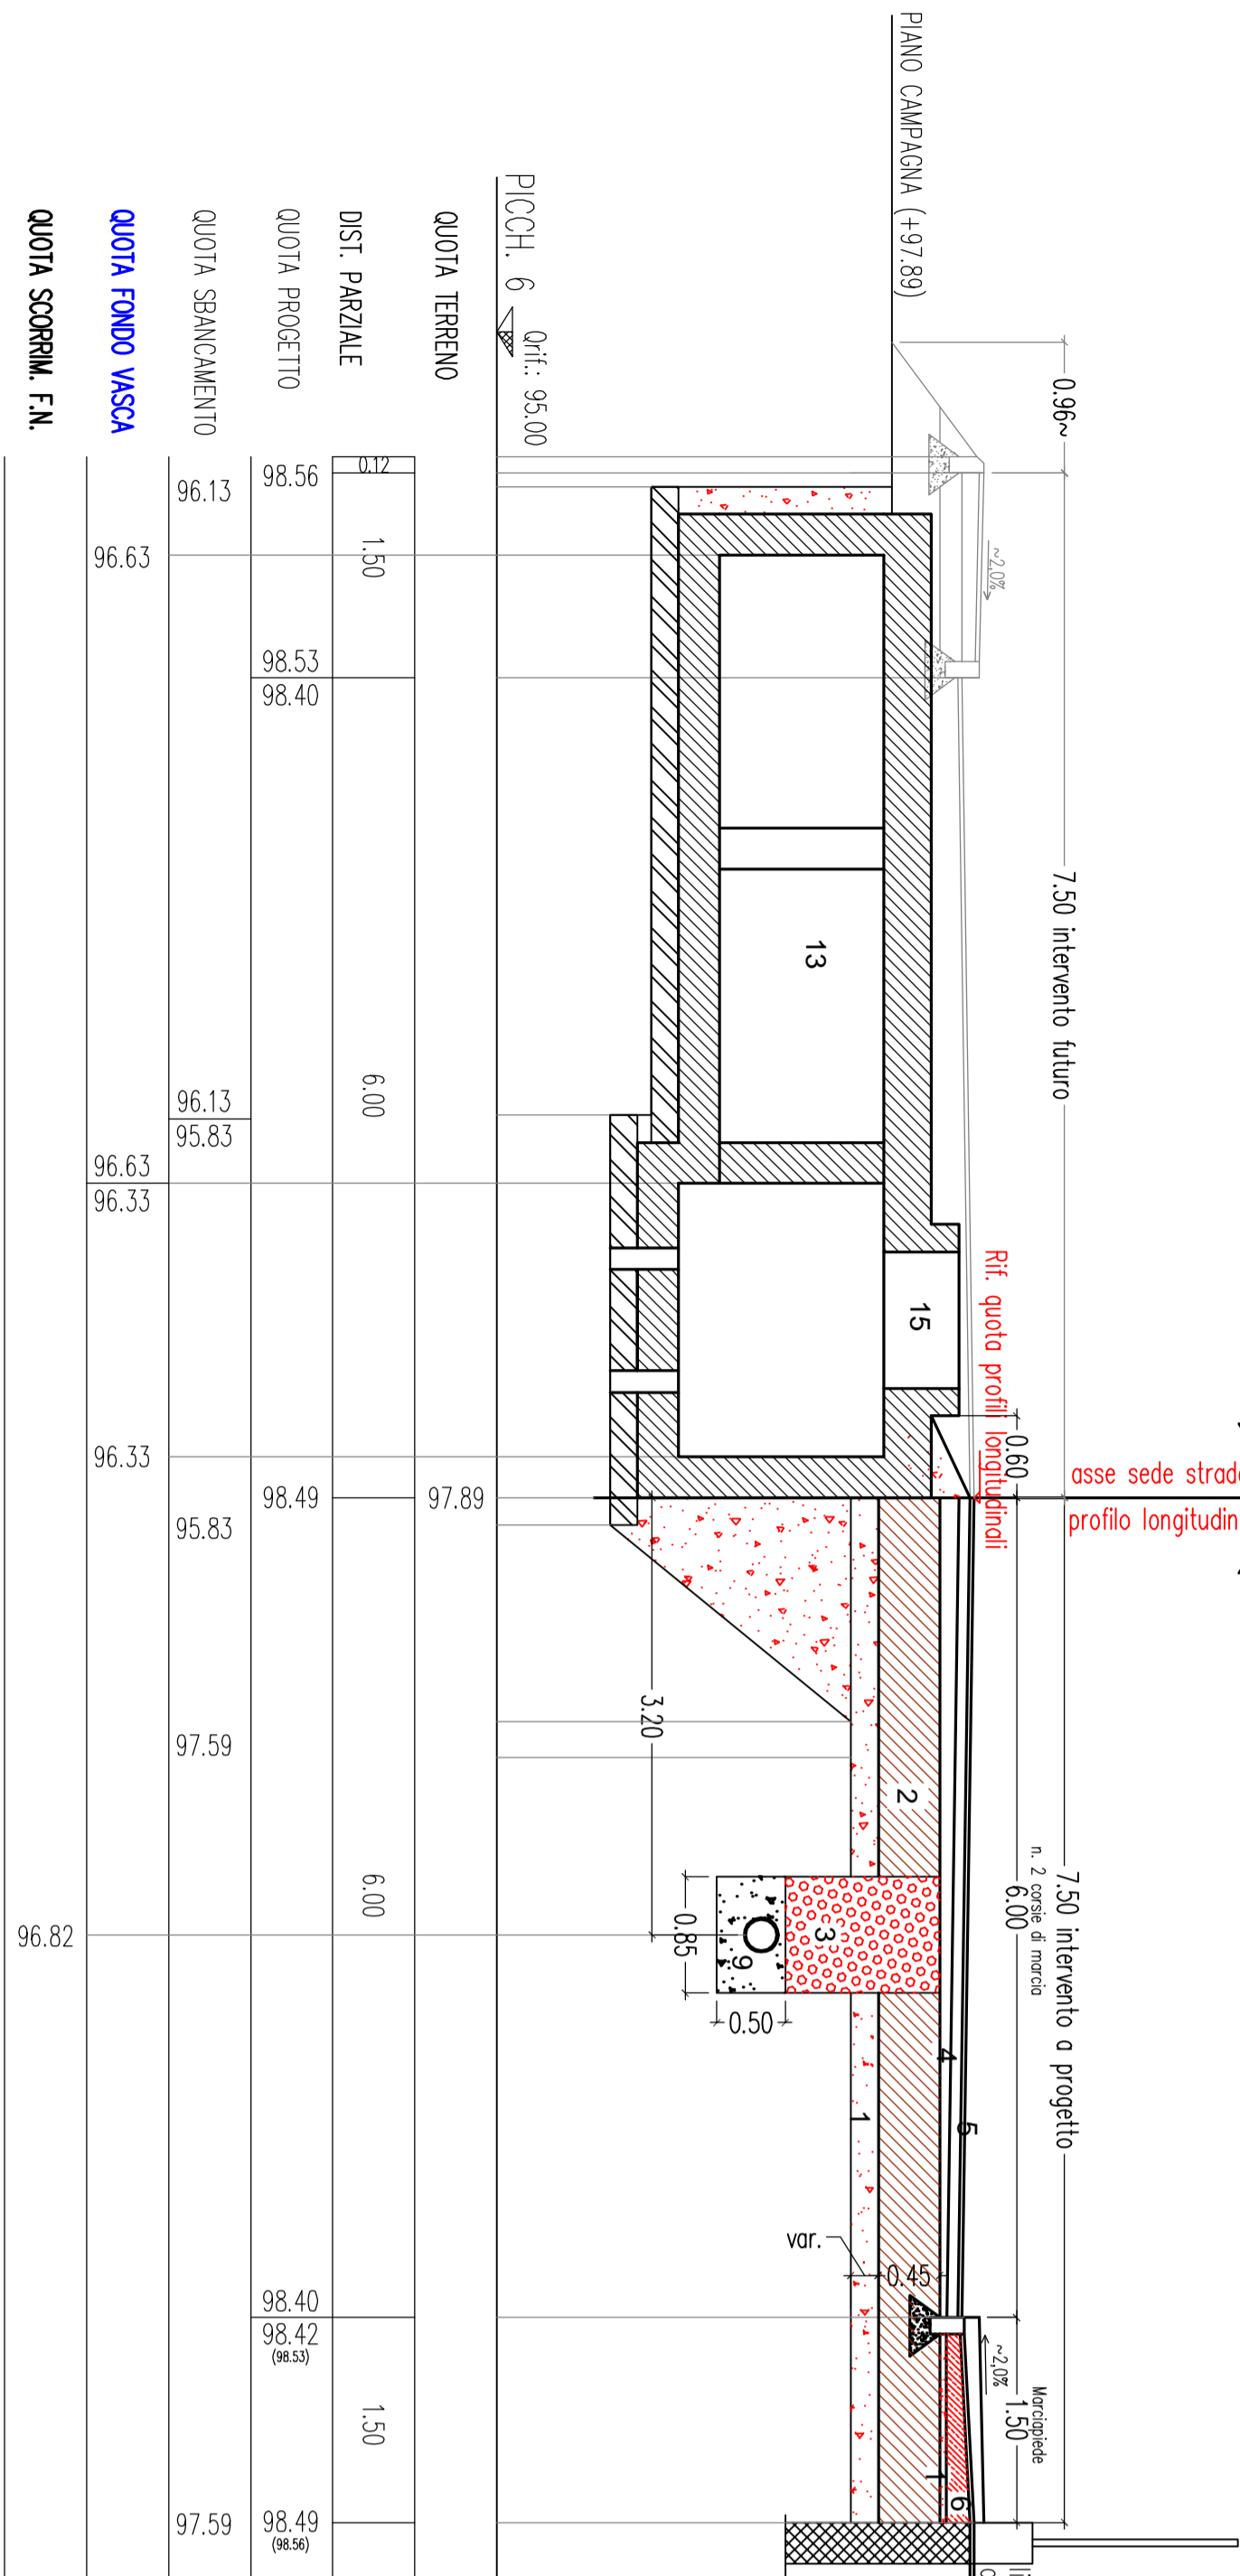 PIANO CAMPAGNA (+97.89)
0.96~
7.50 intervento futuro
7.50 intervento a progetto
n. 2 corsie di marcia
6.00
Marciapiede
1.50
0.60
asse sede
profilo
Rif. quota profili longitudinali
~2,0%
~2,0%
13
15
2
3
9
4
5
1
1
6
var.
0.45
3.20
0.85
0.50
PICCH. 6
Qrif.: 95.00
QUOTA TERRENO
97.89
DIST. PARZIALE
0.12
1.50
6.00
6.00
1.50
QUOTA PROGETTO
98.56
98.53
98.40
98.49
98.40
98.42
(98.53)
98.49
(98.56)
QUOTA SBANCAMENTO
96.13
96.13
95.83
95.83
97.59
97.59
QUOTA FONDO VASCA
96.63
96.63
96.33
96.33
QUOTA SCORRIM. F.N.
96.82